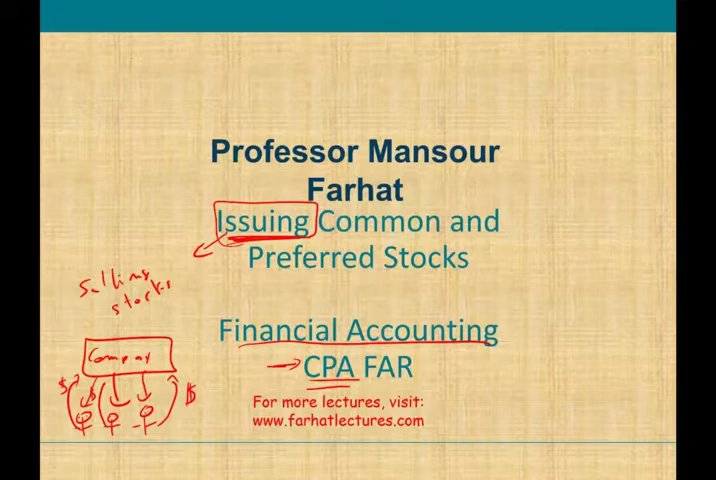 Professor Mansour
Farhat
Issuing Common and
Preferred Stocks
Selling
stocks
Financial Accounting
Company
CPA FAR
$ $ $
For more lectures, visit:
www.farhatlectures.com